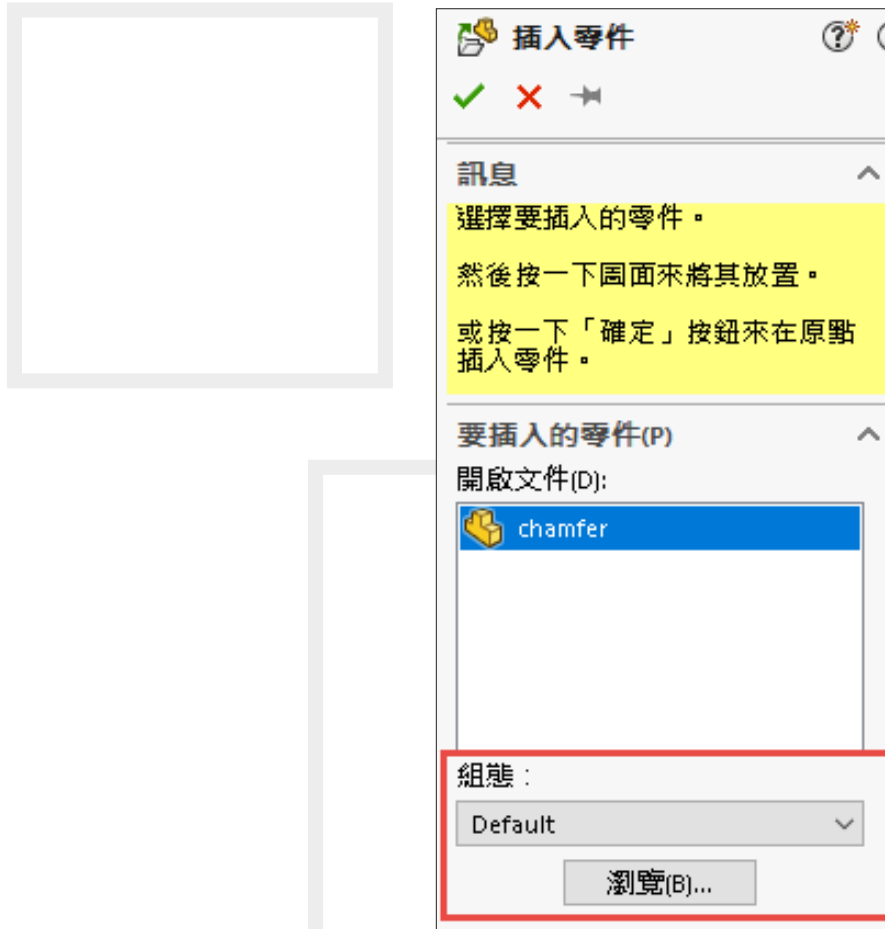 插入零件
訊息
選擇要插入的零件。
然後按一下圖面來將其放置。
或按一下「確定」按鈕來在原點
插入零件。
要插入的零件(P)
開啟文件(D):
chamfer
組態：
Default
瀏覽(B)...